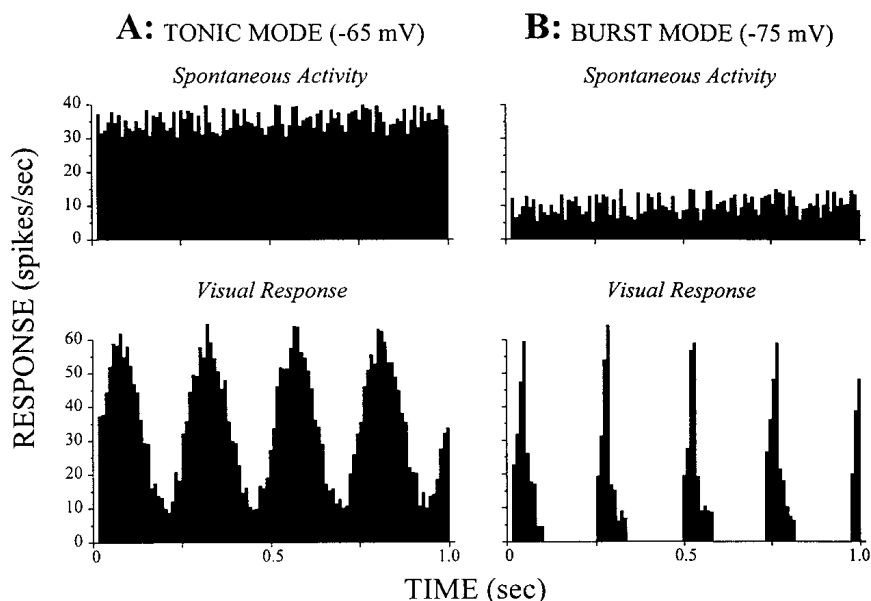 A: TONIC MODE (-65 mV)
B: BURST MODE (-75 mV)
Spontaneous Activity
Spontaneous Activity
40
30
20
10
0
Visual Response
Visual Response
60
50
40
30
20
10
0
0
0.5
1.0
0
0.5
1.0
RESPONSE (spikes/sec)
TIME (sec)